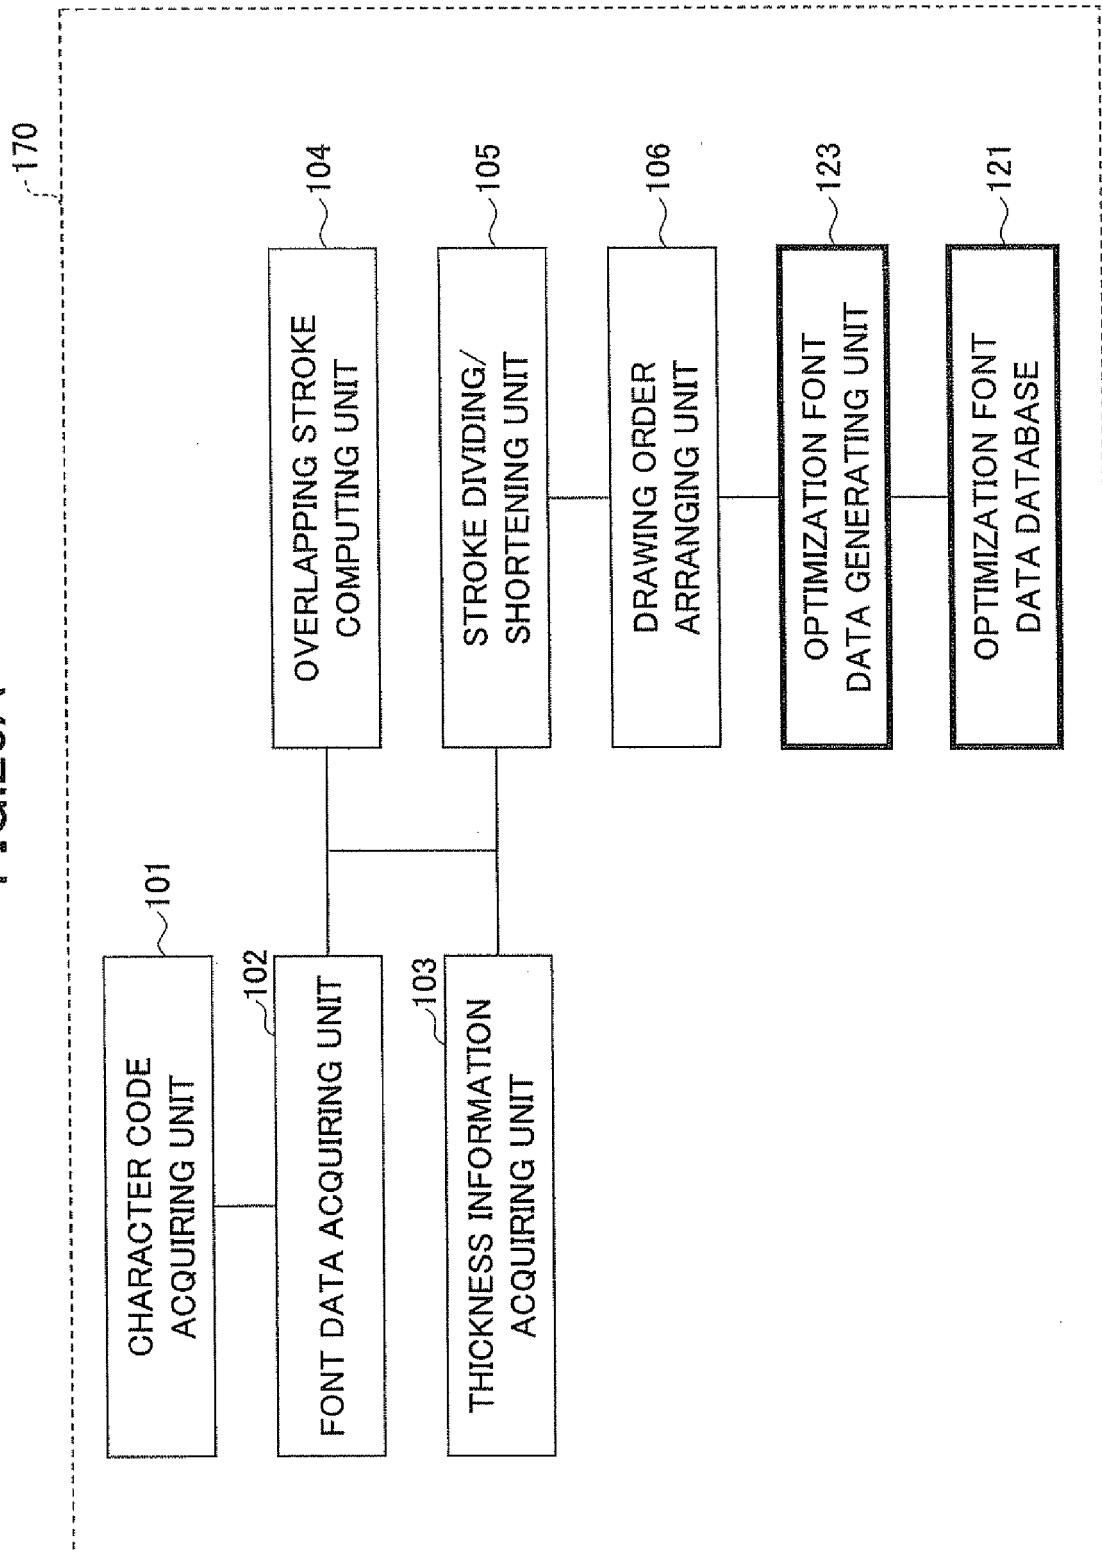 170
CHARACTER CODE
ACQUIRING UNIT
101
102
FONT DATA ACQUIRING UNIT
OVERLAPPING STROKE
COMPUTING UNIT
104
103
THICKNESS INFORMATION
ACQUIRING UNIT
STROKE DIVIDING/
SHORTENING UNIT
105
DRAWING ORDER
ARRANGING UNIT
106
OPTIMIZATION FONT
DATA GENERATING UNIT
123
OPTIMIZATION FONT
DATA DATABASE
121